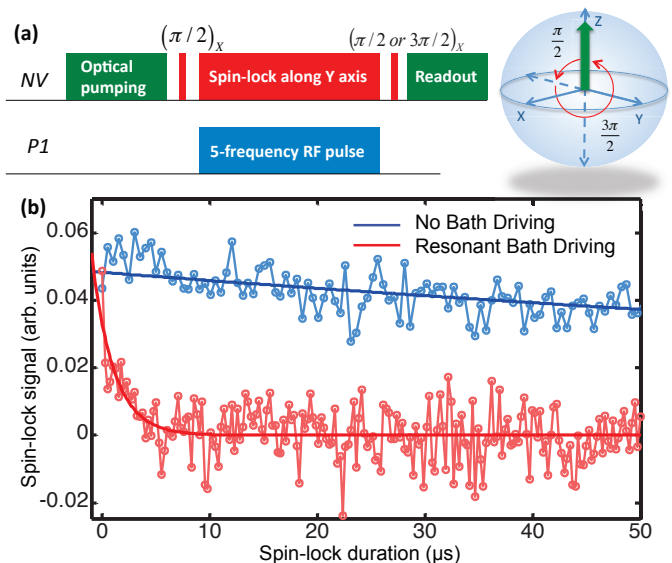 (a)
(π/2)X
(π/2 or 3π/2)X
NV
Optical pumping
Spin-lock along Y axis
Readout
P1
5-frequency RF pulse
Z
π/2
X
Y
3π/2
(b)
No Bath Driving
Resonant Bath Driving
Spin-lock signal (arb. units)
0.06
0.04
0.02
0
-0.02
0
10
20
30
40
50
Spin-lock duration (μs)